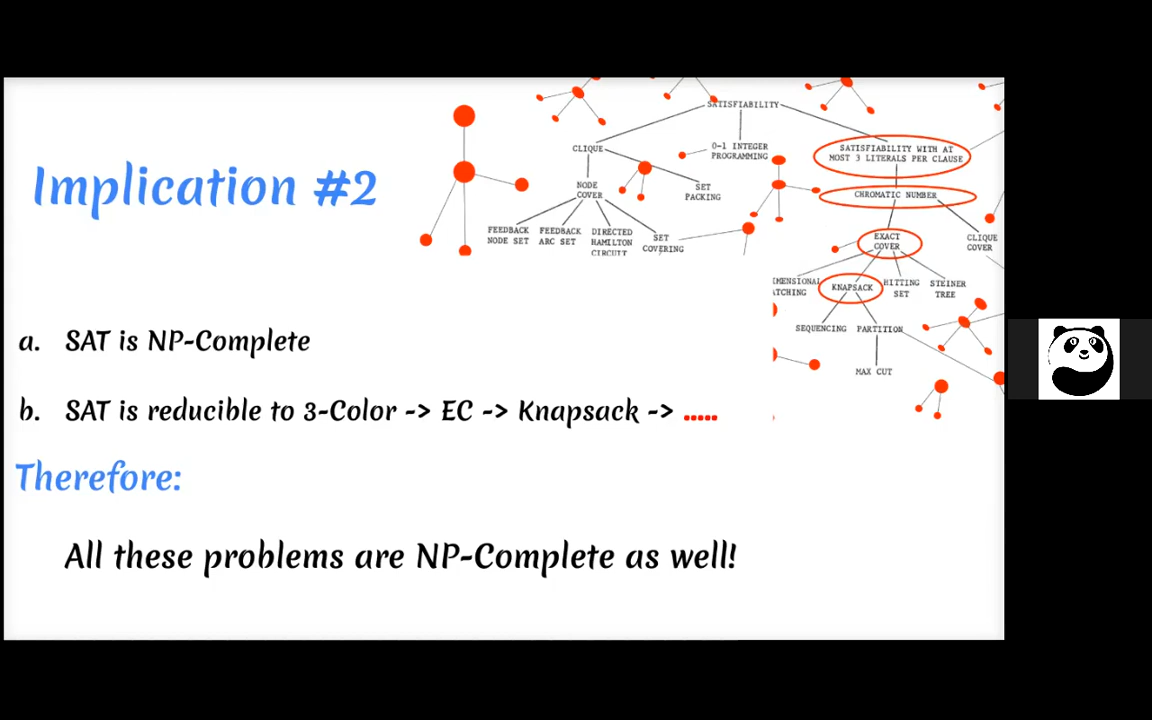 Implication #2
SATISFIABILITY
CLIQUE
0-1 INTEGER
PROGRAMMING
SATISFIABILITY WITH AT
MOST 3 LITERALS PER CLAUSE
NODE
COVER
SET
PACKING
CHROMATIC NUMBER
FEEDBACK
NODE SET
FEEDBACK
ARC SET
DIRECTED
HAMILTON
CIRCUIT
SET
COVERING
EXACT
COVER
CLIQUE
COVER
KNAPSACK
HITTING
SET
STEINER
TREE
SEQUENCING
PARTITION
MAX CUT
a. SAT is NP-Complete
b. SAT is reducible to 3-Color -> EC -> Knapsack -> .....
Therefore:
All these problems are NP-Complete as well!